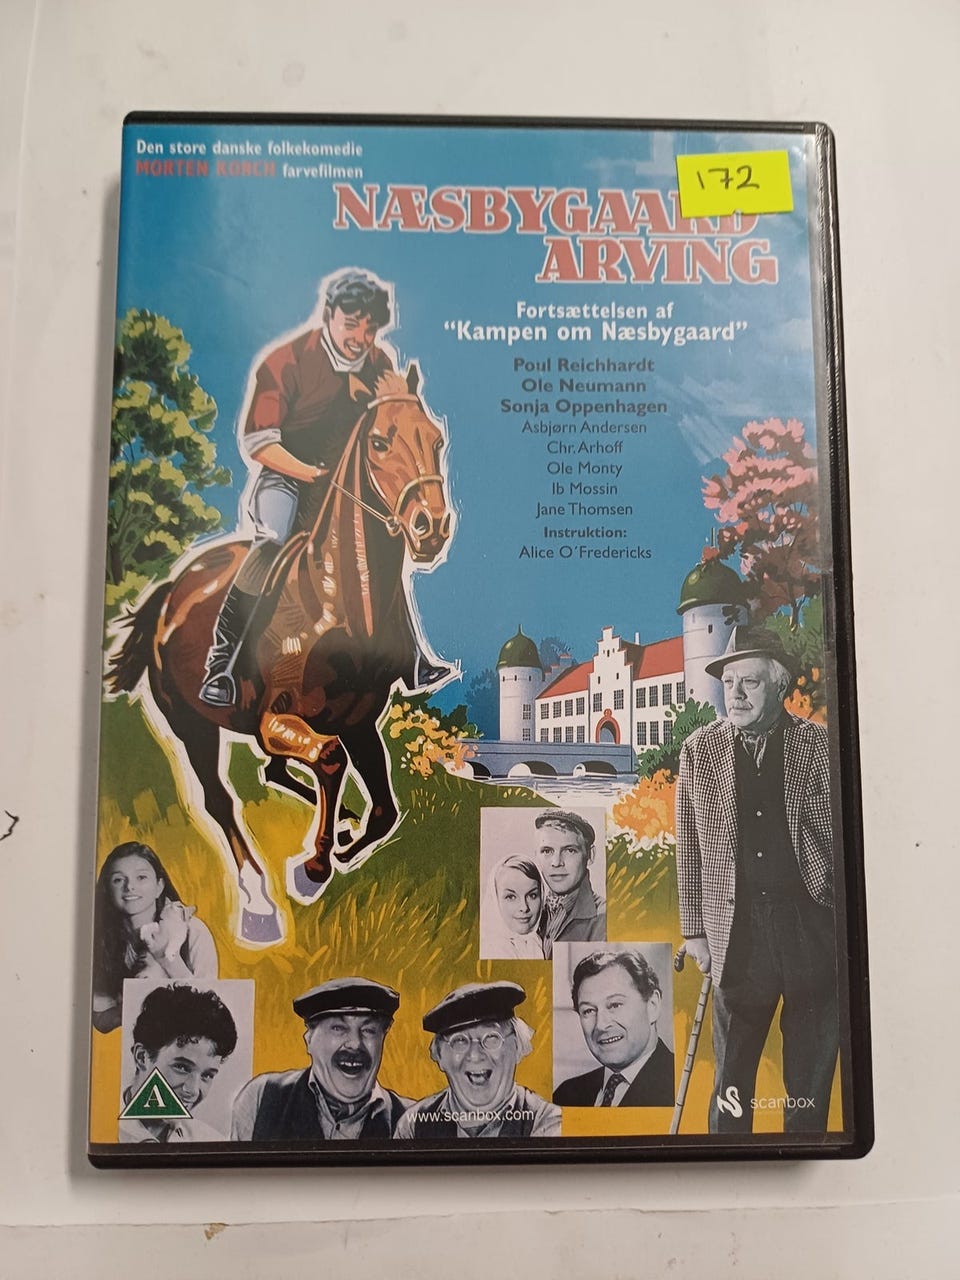 Den store danske folkekomedie
MORTEN KORCH farvefilmen
172
NÆSBYGAARD
ARVING
Fortsættelsen af
"Kampen om Næsbygaard"
Poul Reichhardt
Ole Neumann
Sonja Oppenhagen
Asbjørn Andersen
Chr. Arhoff
Ole Monty
Ib Mossin
Jane Thomsen
Instruktion:
Alice O´Fredericks
A
www.scanbox.com
scanbox